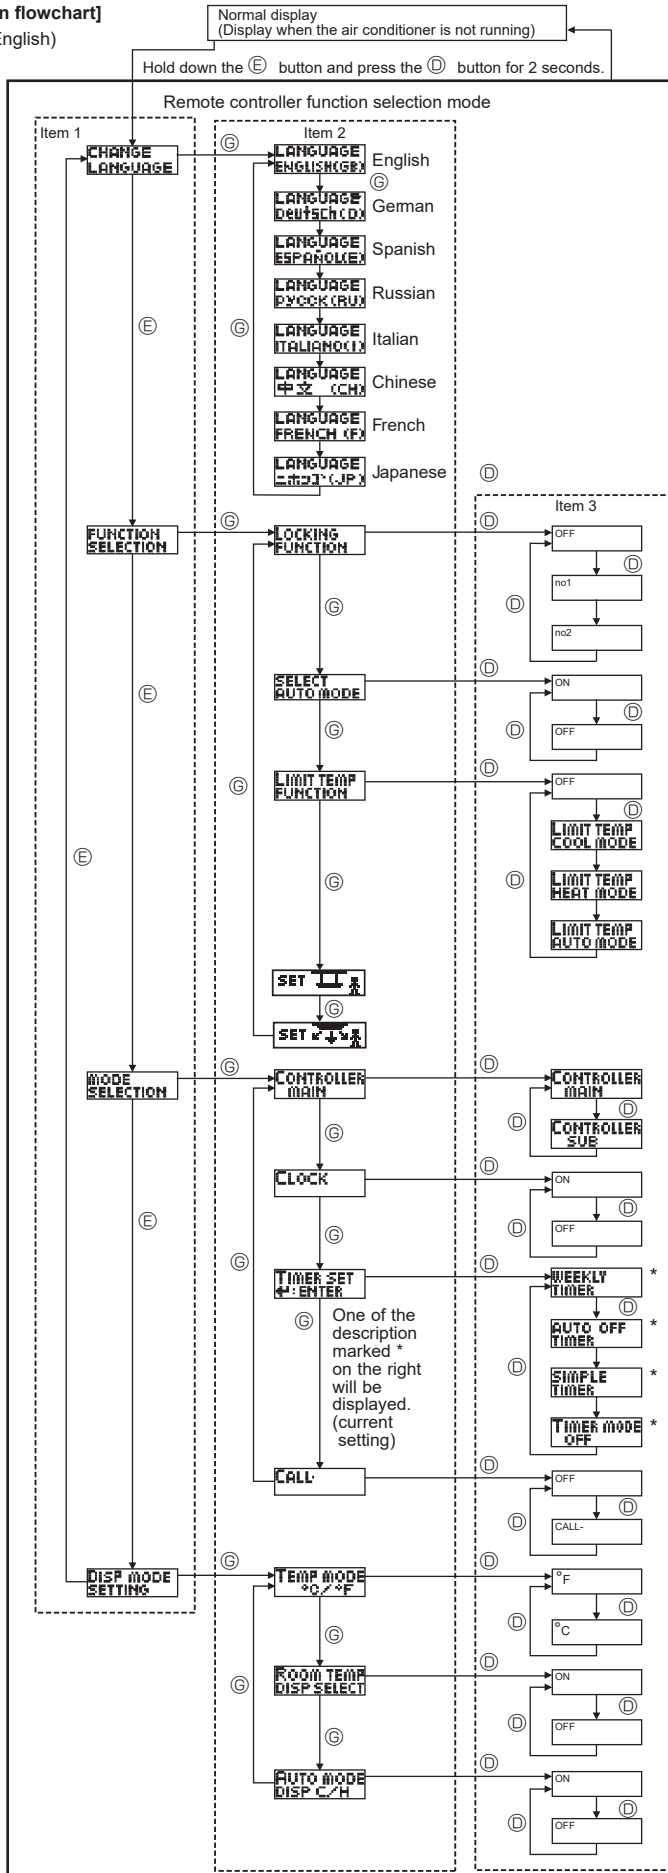 n flowchart]
English)
Normal display
(Display when the air conditioner is not running)
Hold down the Ⓔ button and press the Ⓓ button for 2 seconds.
Remote controller function selection mode
Item 1
Item 2
CHANGE
LANGUAGE
Ⓖ
LANGUAGE
ENGLISH(GB)
English
Ⓖ
LANGUAGE
Deutsch(D)
German
LANGUAGE
ESPAÑOL(E)
Spanish
LANGUAGE
РУССК(RU)
Russian
Ⓔ
Ⓖ
LANGUAGE
ITALIANO(I)
Italian
LANGUAGE
中文 (CH)
Chinese
LANGUAGE
FRENCH (F)
French
LANGUAGE
ニホンゴ(JP)
Japanese
Ⓓ
Item 3
FUNCTION
SELECTION
Ⓖ
LOCKING
FUNCTION
Ⓓ
OFF
Ⓓ
no1
Ⓖ
Ⓓ
no2
SELECT
AUTO MODE
Ⓓ
ON
Ⓔ
Ⓖ
Ⓓ
Ⓓ
OFF
LIMIT TEMP
FUNCTION
Ⓓ
OFF
Ⓖ
Ⓓ
LIMIT TEMP
COOL MODE
Ⓔ
Ⓖ
Ⓓ
LIMIT TEMP
HEAT MODE
LIMIT TEMP
AUTO MODE
SET
Ⓖ
SET
MODE
SELECTION
Ⓖ
CONTROLLER
MAIN
Ⓓ
CONTROLLER
MAIN
Ⓖ
Ⓓ
Ⓓ
CONTROLLER
SUB
CLOCK
Ⓓ
ON
Ⓔ
Ⓖ
Ⓓ
Ⓓ
OFF
Ⓖ
TIMER SET
↵:ENTER
Ⓓ
WEEKLY
TIMER
*
Ⓓ
Ⓖ
One of the
description
marked *
on the right
will be
displayed.
(current
setting)
AUTO OFF
TIMER
*
Ⓓ
SIMPLE
TIMER
*
TIMER MODE
OFF
*
CALL-
Ⓓ
OFF
Ⓓ
Ⓓ
CALL-
DISP MODE
SETTING
Ⓖ
TEMP MODE
°C/°F
Ⓓ
°F
Ⓖ
Ⓓ
Ⓓ
°C
Ⓖ
ROOM TEMP
DISP SELECT
Ⓓ
ON
Ⓖ
Ⓓ
Ⓓ
OFF
AUTO MODE
DISP C/H
Ⓓ
ON
Ⓓ
Ⓓ
OFF